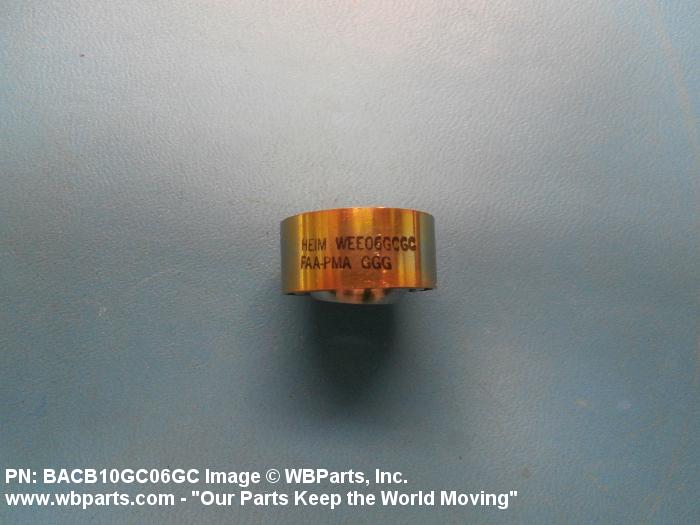 HEIM WEE06GCGC
FAA-PMA GGG
PN: BACB10GC06GC Image © WBParts, Inc.
www.wbparts.com - "Our Parts Keep the World Moving"